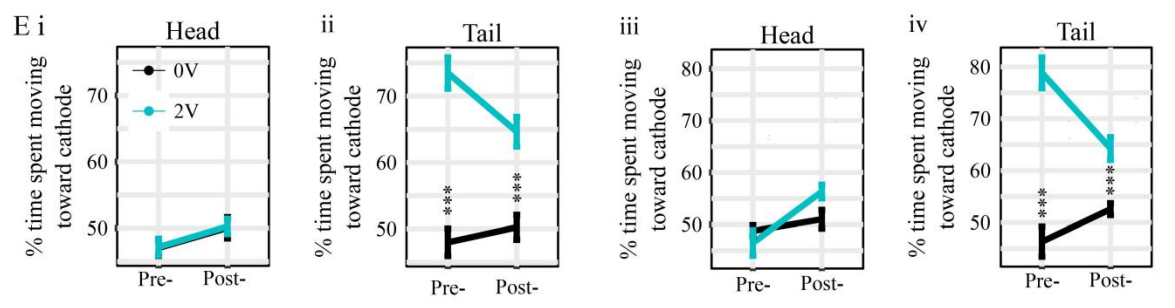 E i
Head
% time spent moving
toward cathode
70
60
50
0V
2V
Pre-
Post-
ii
Tail
% time spent moving
toward cathode
70
60
50
***
***
Pre-
Post-
iii
Head
% time spent moving
toward cathode
80
70
70
60
50
Pre-
Post-
iv
Tail
% time spent moving
toward cathode
80
70
60
50
***
***
Pre-
Post-